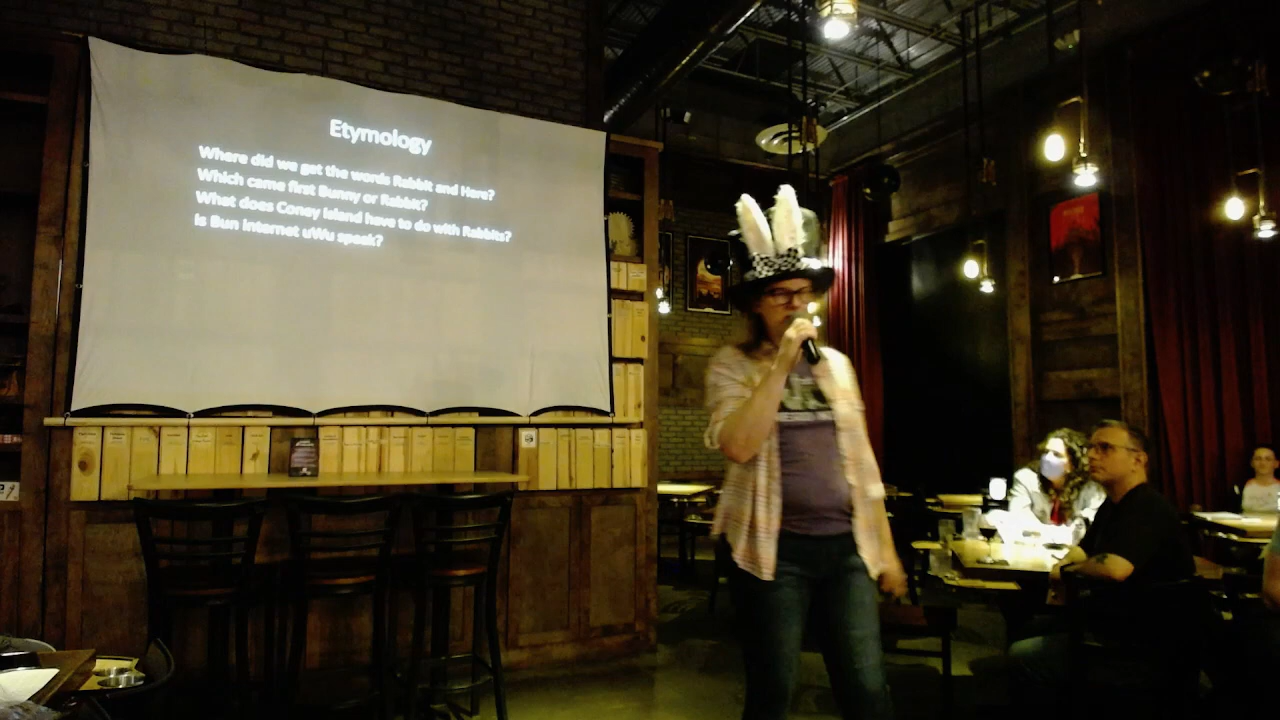 Etymology
Where did we get the words Rabbit and Hare?
Which came first Bunny or Rabbit?
What does Coney Island have to do with Rabbits?
Is Bun internet uWu speak?